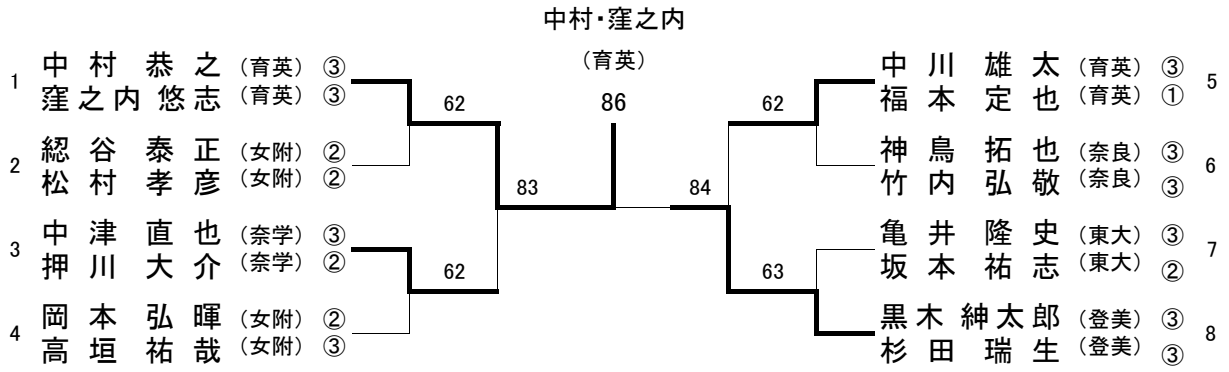 中村・窪之内
(育英)
86
1 中村恭之 (育英) ③
窪之内悠志 (育英) ③
2 綛谷泰正 (女附) ②
松村孝彦 (女附) ②
3 中津直也 (奈学) ③
押川大介 (奈学) ②
4 岡本弘暉 (女附) ②
高垣祐哉 (女附) ③
62
62
83
84
62
63
中川雄太 (育英) ③ 5
福本定也 (育英) ①
神鳥拓也 (奈良) ③ 6
竹内弘敬 (奈良) ③
亀井隆史 (東大) ③ 7
坂本祐志 (東大) ②
黒木紳太郎 (登美) ③ 8
杉田瑞生 (登美) ③